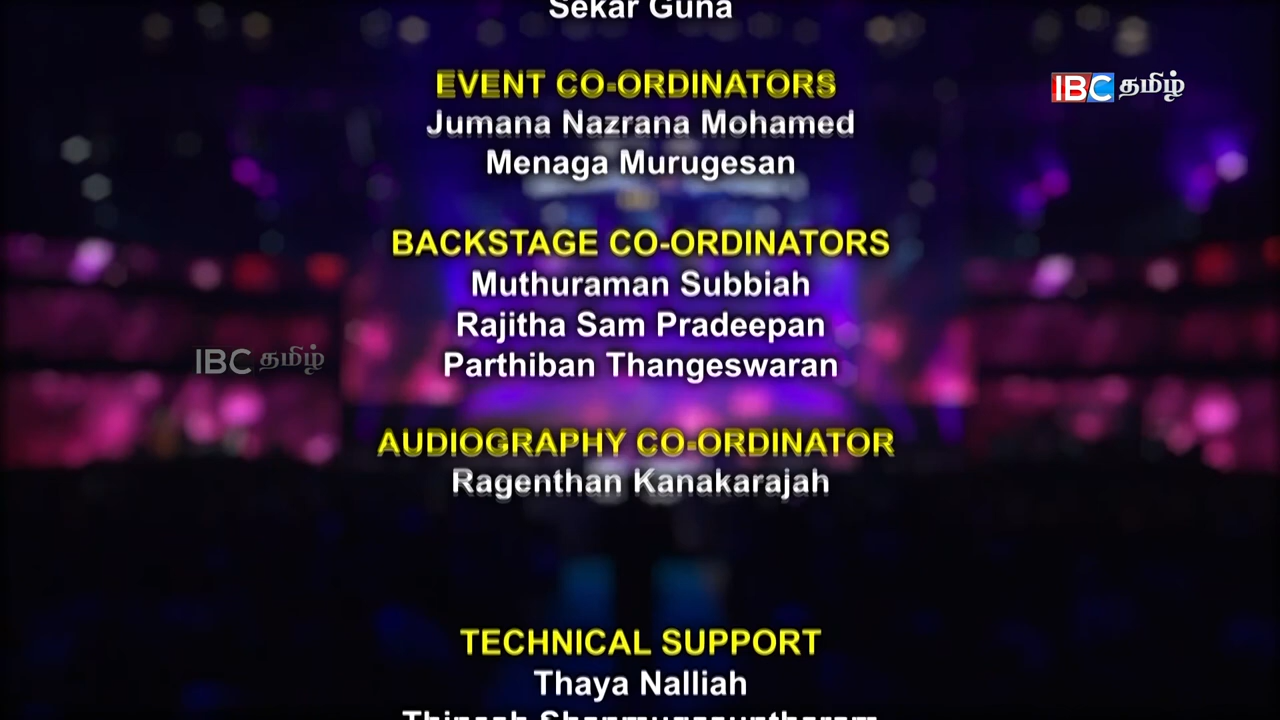 Sekar Guna
EVENT CO-ORDINATORS
IBC தமிழ்
Jumana Nazrana Mohamed
Menaga Murugesan
BACKSTAGE CO-ORDINATORS
Muthuraman Subbiah
Rajitha Sam Pradeepan
IBC தமிழ்
Parthiban Thangeswaran
AUDIOGRAPHY CO-ORDINATOR
Ragenthan Kanakarajah
TECHNICAL SUPPORT
Thaya Nalliah